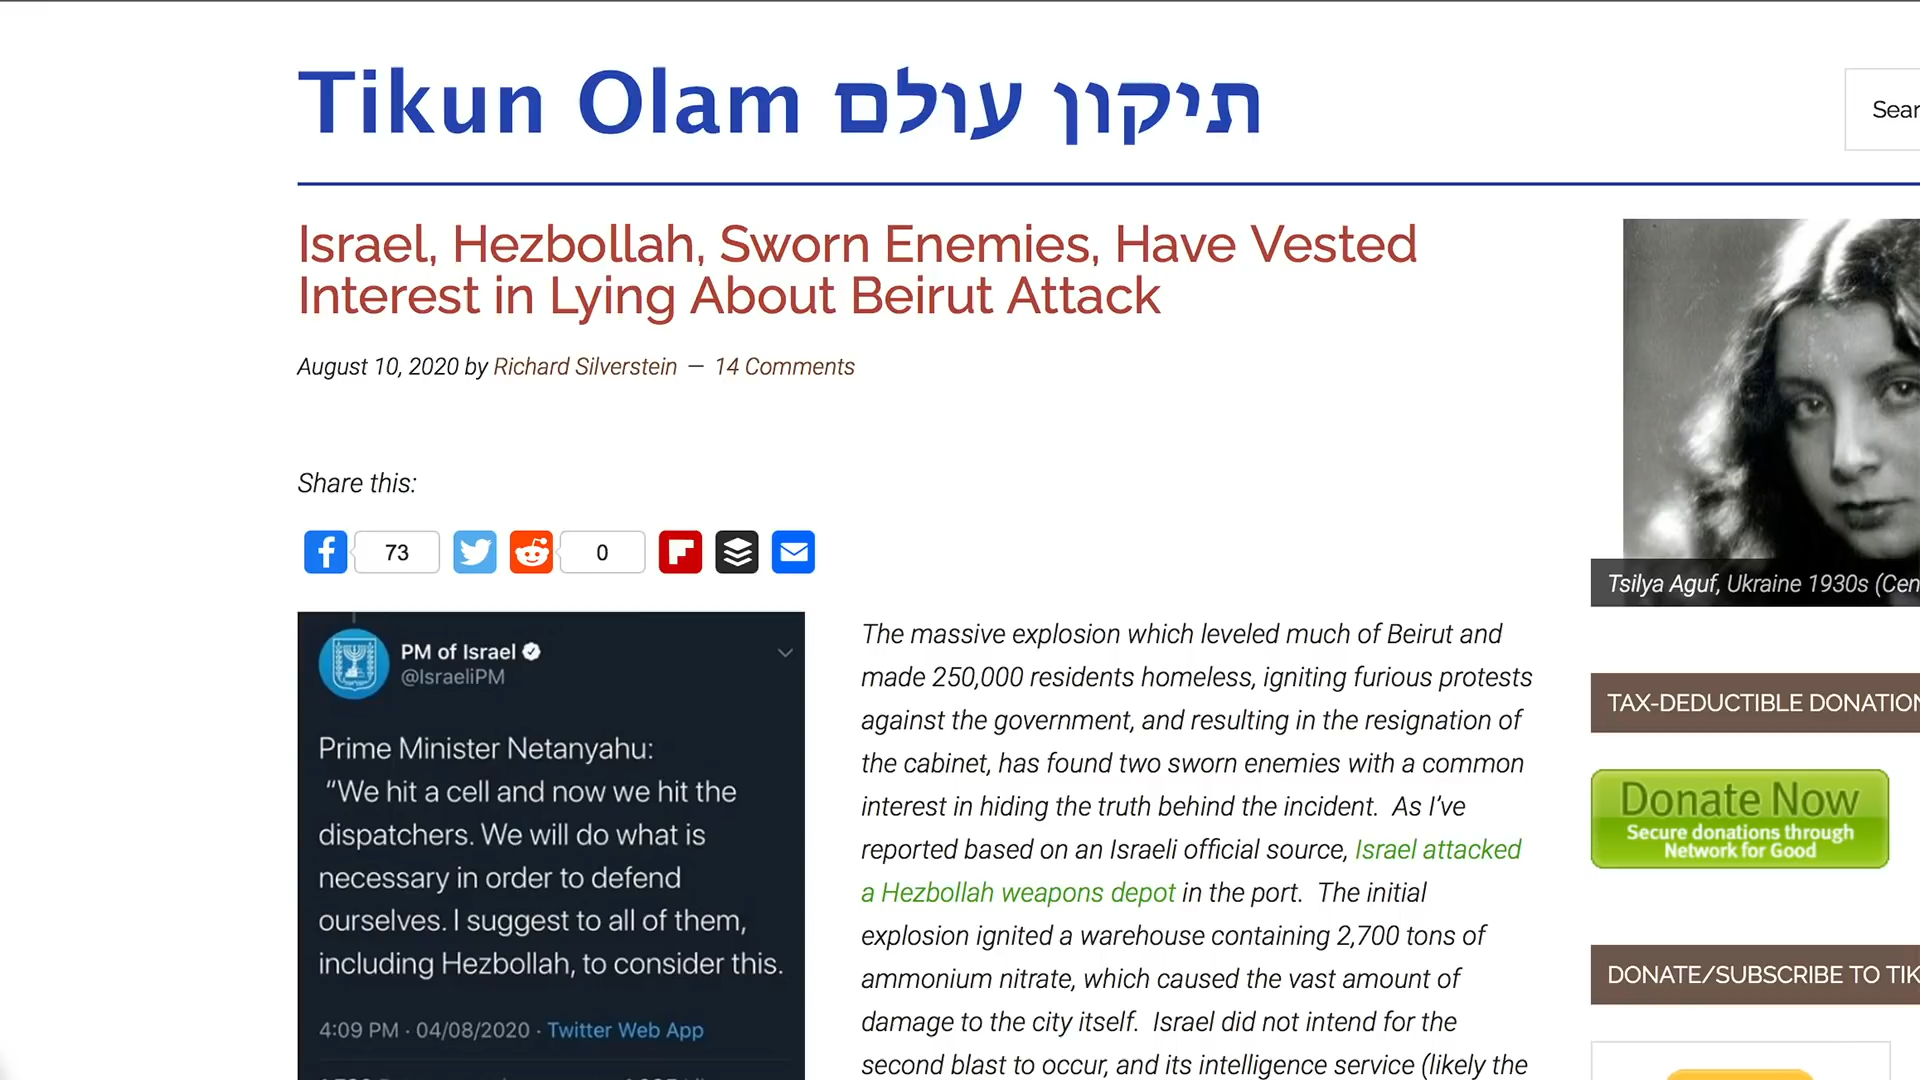 Tikun Olam תיקון עולם
Sear
Israel, Hezbollah, Sworn Enemies, Have Vested
Interest in Lying About Beirut Attack
August 10, 2020 by Richard Silverstein — 14 Comments
Share this:
73
0
PM of Israel
@IsraeliPM
Prime Minister Netanyahu:
“We hit a cell and now we hit the
dispatchers. We will do what is
necessary in order to defend
ourselves. I suggest to all of them,
including Hezbollah, to consider this.
4:09 PM · 04/08/2020 · Twitter Web App
The massive explosion which leveled much of Beirut and
made 250,000 residents homeless, igniting furious protests
against the government, and resulting in the resignation of
the cabinet, has found two sworn enemies with a common
interest in hiding the truth behind the incident. As I’ve
reported based on an Israeli official source, Israel attacked
a Hezbollah weapons depot in the port. The initial
explosion ignited a warehouse containing 2,700 tons of
ammonium nitrate, which caused the vast amount of
damage to the city itself. Israel did not intend for the
second blast to occur, and its intelligence service (likely the
Tsilya Aguf, Ukraine 1930s (Cen
TAX-DEDUCTIBLE DONATION
Donate Now
Secure donations through
Network for Good
DONATE/SUBSCRIBE TO TIK